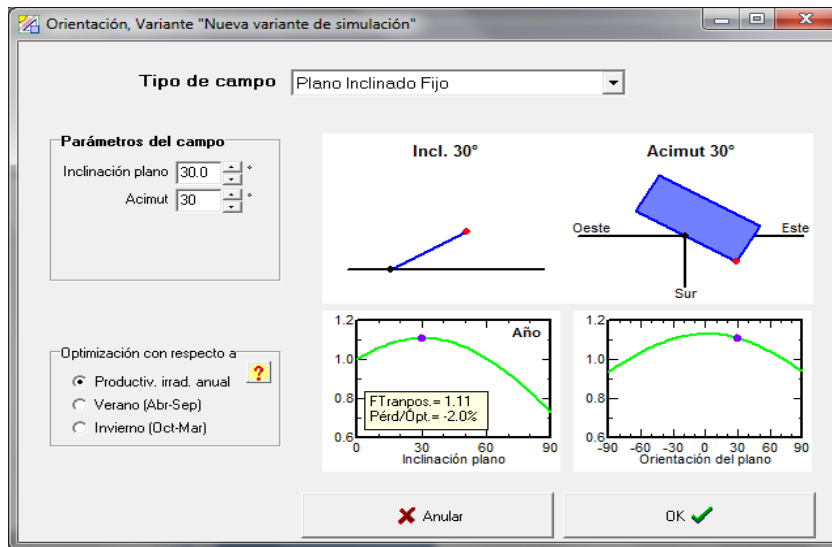 Orientación, Variante "Nueva variante de simulación"
Tipo de campo Plano Inclinado Fijo
Parámetros del campo
Inclinación plano 30.0 °
Acimut 30 °
Incl. 30°
Acimut 30°
Oeste Este
Sur
Optimización con respecto a
Productiv. irrad. anual ?
Verano (Abr-Sep)
Invierno (Oct-Mar)
1.2
1.0
0.8
0.6
Año
FTranpos.= 1.11
Pérd/Ópt.= -2.0%
0 30 60 90
Inclinación plano
1.2
1.0
0.8
0.6
-90 -60 -30 0 30 60 90
Orientación del plano
Anular
OK